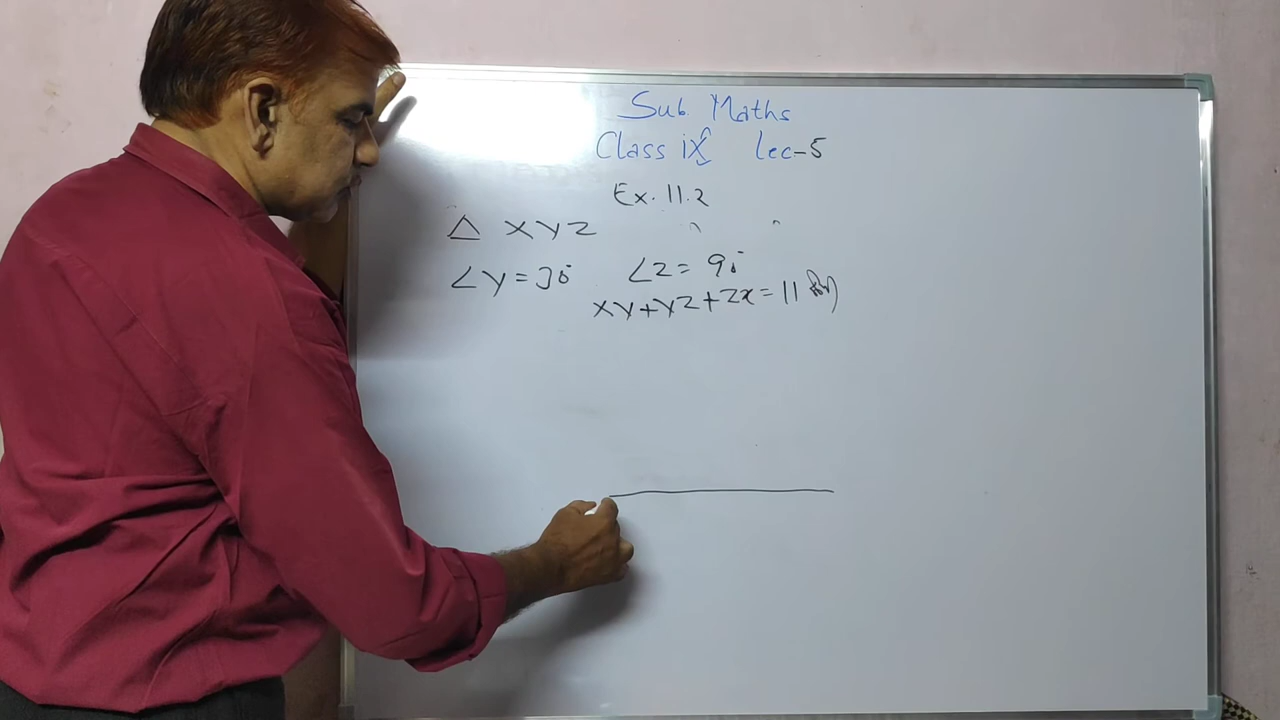 Sub Maths
Class IX Lec-5
Ex. 11.2
△ XYZ
∠Y = 30° ∠Z = 90°
XY+YZ+ZX = 11